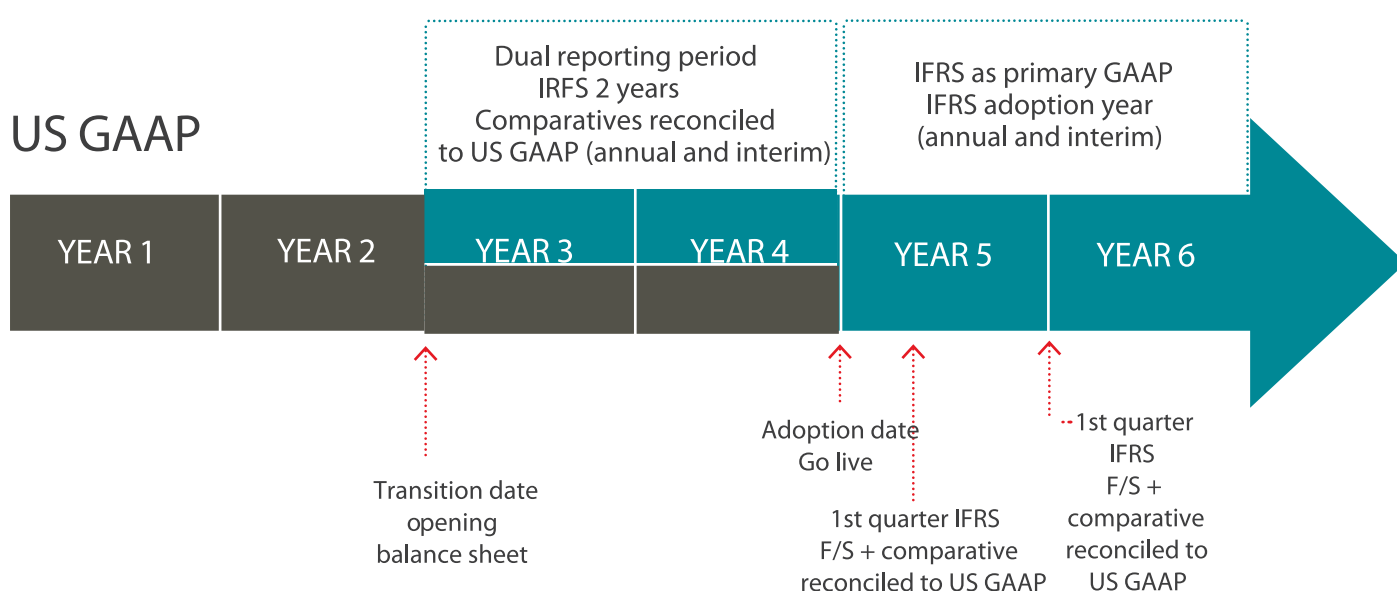 US GAAP
Dual reporting period
IRFS 2 years
Comparatives reconciled
to US GAAP (annual and interim)
IFRS as primary GAAP
IFRS adoption year
(annual and interim)
YEAR 1
YEAR 2
YEAR 3
YEAR 4
YEAR 5
YEAR 6
Transition date
opening
balance sheet
Adoption date
Go live
1st quarter IFRS
F/S + comparative
reconciled to US GAAP
1st quarter
IFRS
F/S +
comparative
reconciled to
US GAAP